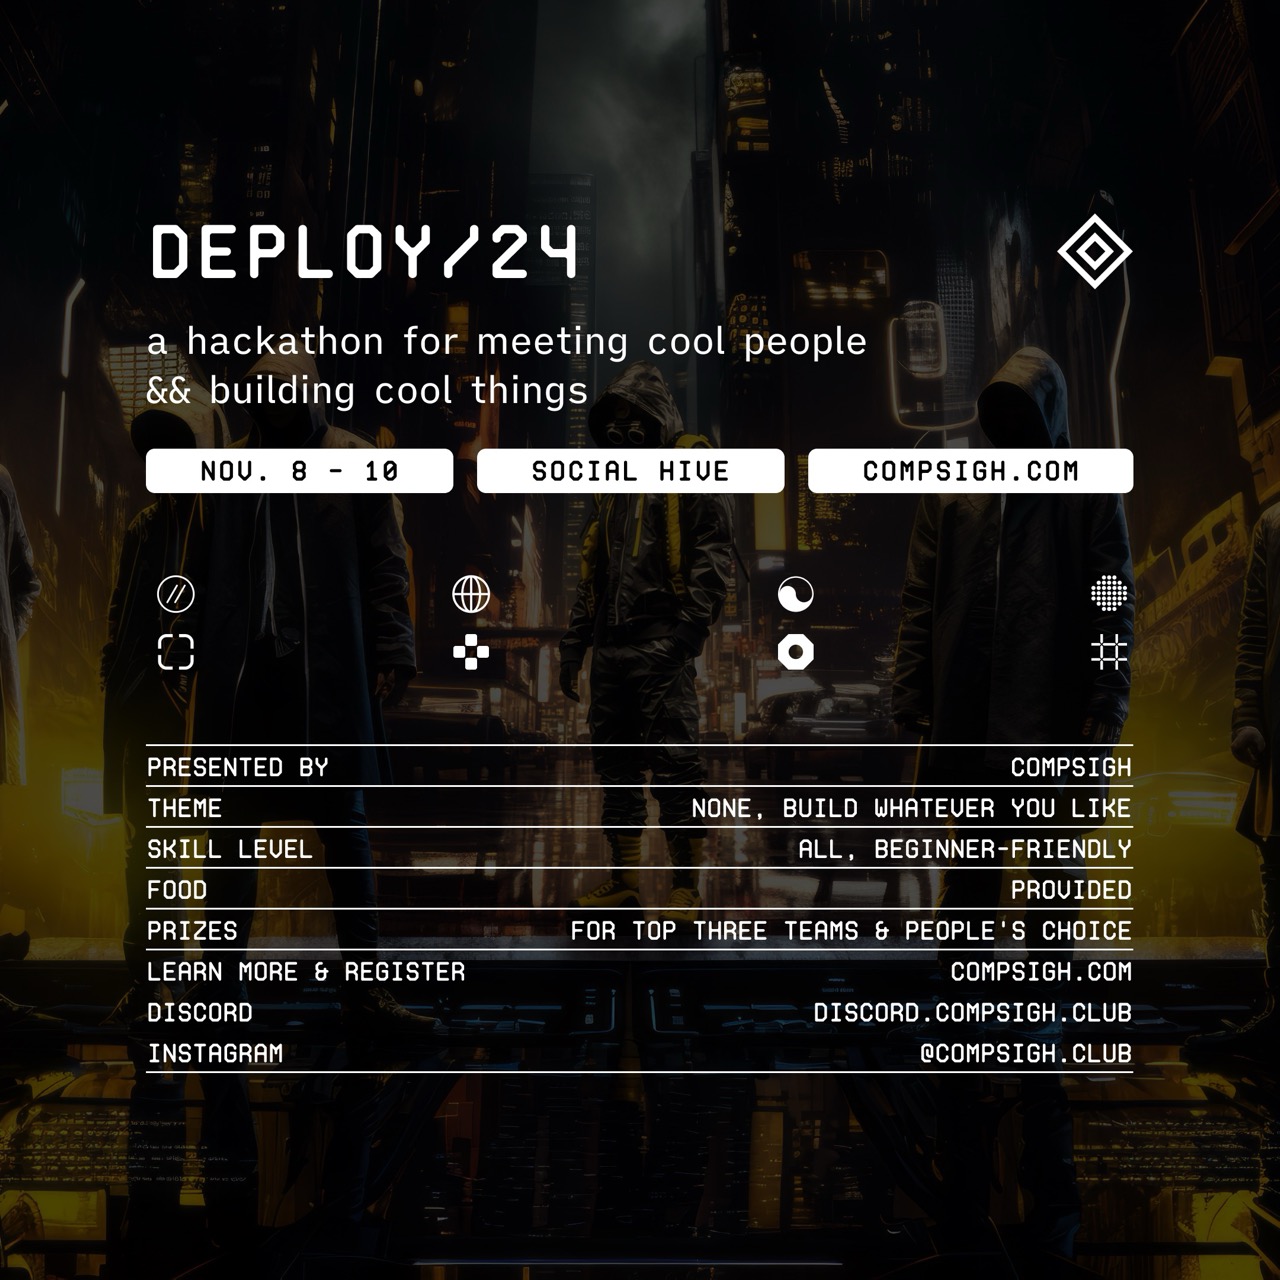 DEPLOY/24
a hackathon for meeting cool people
&& building cool things
NOV. 8 - 10
SOCIAL HIVE
COMPSIGH.COM
PRESENTED BY COMPSIGH
THEME NONE, BUILD WHATEVER YOU LIKE
SKILL LEVEL ALL, BEGINNER-FRIENDLY
FOOD PROVIDED
PRIZES FOR TOP THREE TEAMS & PEOPLE'S CHOICE
LEARN MORE & REGISTER COMPSIGH.COM
DISCORD DISCORD.COMPSIGH.CLUB
INSTAGRAM @COMPSIGH.CLUB